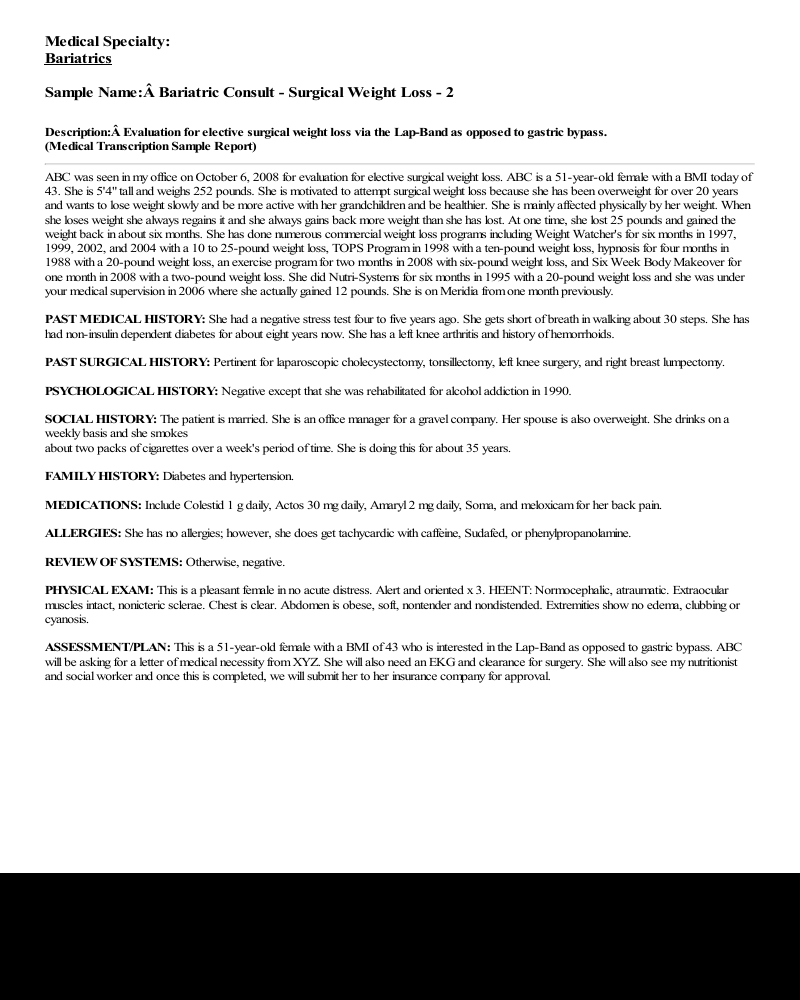 Medical Specialty:
Bariatrics
Sample Name:Â Bariatric Consult - Surgical Weight Loss - 2
Description:Â Evaluation for elective surgical weight loss via the Lap-Band as opposed to gastric bypass.
(Medical Transcription Sample Report)
ABC was seen in my office on October 6, 2008 for evaluation for elective surgical weight loss. ABC is a 51-year-old female with a BMI today of
43. She is 5'4" tall and weighs 252 pounds. She is motivated to attempt surgical weight loss because she has been overweight for over 20 years
and wants to lose weight slowly and be more active with her grandchildren and be healthier. She is mainly affected physically by her weight. When
she loses weight she always regains it and she always gains back more weight than she has lost. At one time, she lost 25 pounds and gained the
weight back in about six months. She has done numerous commercial weight loss programs including Weight Watcher's for six months in 1997,
1999, 2002, and 2004 with a 10 to 25-pound weight loss, TOPS Program in 1998 with a ten-pound weight loss, hypnosis for four months in
1988 with a 20-pound weight loss, an exercise program for two months in 2008 with six-pound weight loss, and Six Week Body Makeover for
one month in 2008 with a two-pound weight loss. She did Nutri-Systems for six months in 1995 with a 20-pound weight loss and she was under
your medical supervision in 2006 where she actually gained 12 pounds. She is on Meridia from one month previously.
PAST MEDICAL HISTORY: She had a negative stress test four to five years ago. She gets short of breath in walking about 30 steps. She has
had non-insulin dependent diabetes for about eight years now. She has a left knee arthritis and history of hemorrhoids.
PAST SURGICAL HISTORY: Pertinent for laparoscopic cholecystectomy, tonsillectomy, left knee surgery, and right breast lumpectomy.
PSYCHOLOGICAL HISTORY: Negative except that she was rehabilitated for alcohol addiction in 1990.
SOCIAL HISTORY: The patient is married. She is an office manager for a gravel company. Her spouse is also overweight. She drinks on a
weekly basis and she smokes
about two packs of cigarettes over a week's period of time. She is doing this for about 35 years.
FAMILY HISTORY: Diabetes and hypertension.
MEDICATIONS: Include Colestid 1 g daily, Actos 30 mg daily, Amaryl 2 mg daily, Soma, and meloxicam for her back pain.
ALLERGIES: She has no allergies; however, she does get tachycardic with caffeine, Sudafed, or phenylpropanolamine.
REVIEW OF SYSTEMS: Otherwise, negative.
PHYSICAL EXAM: This is a pleasant female in no acute distress. Alert and oriented x 3. HEENT: Normocephalic, atraumatic. Extraocular
muscles intact, nonicteric sclerae. Chest is clear. Abdomen is obese, soft, nontender and nondistended. Extremities show no edema, clubbing or
cyanosis.
ASSESSMENT/PLAN: This is a 51-year-old female with a BMI of 43 who is interested in the Lap-Band as opposed to gastric bypass. ABC
will be asking for a letter of medical necessity from XYZ. She will also need an EKG and clearance for surgery. She will also see my nutritionist
and social worker and once this is completed, we will submit her to her insurance company for approval.